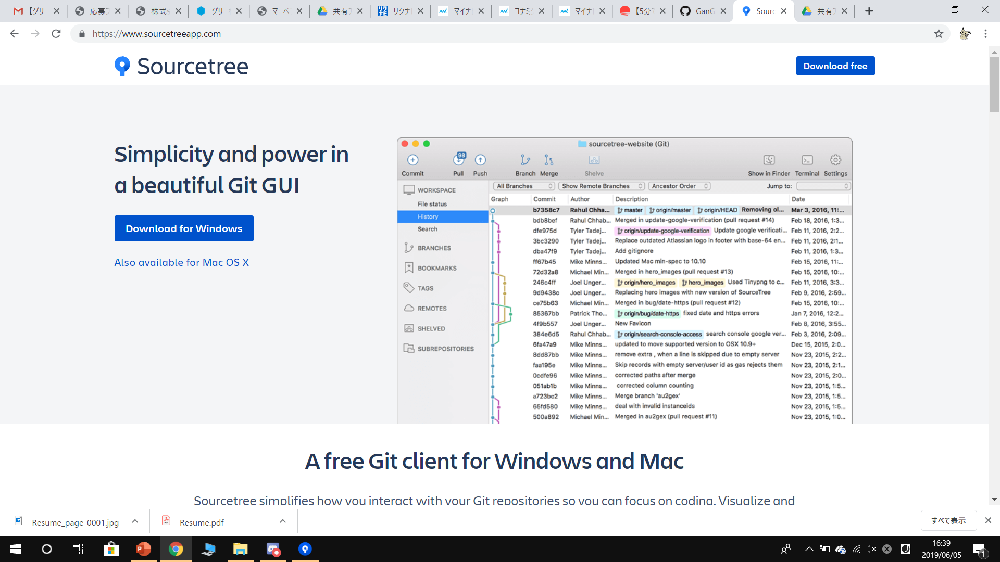 【グリー
応募フ
株式会
グリー株
マーベ
共有フ
リクナビ
リクナ
マイナ
コナミ
マイナ
【5分で
GanG
Sourc
共有フ
https://www.sourcetreeapp.com
Sourcetree
Download free
Simplicity and power in
a beautiful Git GUI
Download for Windows
Also available for Mac OS X
sourcetree-website (Git)
98
Commit Pull Push Branch Merge Shelve Show in Finder Terminal Settings
WORKSPACE
File status
History
Search
BRANCHES
BOOKMARKS
TAGS
REMOTES
SHELVED
SUBREPOSITORIES
All Branches Show Remote Branches Ancestor Order Jump to:
Graph Commit Author Description Date
b7358c7 Rahul Chha... master origin/master origin/HEAD Removing ol... Mar 3, 2016, 11:...
bdb8bef Rahul Chhab... Merged in update-google-verification (pull request #14) Feb 18, 2016, 1:3...
dfe975d Tyler Tadej... origin/update-google-verification Update google verificati... Feb 11, 2016, 2:2...
3bc3290 Tyler Tadej... Replace outdated Atlassian logo in footer with base-64 en... Feb 11, 2016, 2:1...
dba47f9 Tyler Tadej... Add gitignore Feb 11, 2016, 1:3...
ff67b45 Mike Minns... Updated Mac min-spec to 10.10 Feb 15, 2016, 11:...
72d32a8 Michael Min... Merged in hero_images (pull request #13) Feb 15, 2016, 10:...
246c4ff Joel Unger... origin/hero_images hero_images Used Tinypng to c... Feb 11, 2016, 3:3...
9d9438c Joel Unger... Replacing hero images with new version of SourceTree Feb 9, 2016, 2:59...
ce75b63 Michael Min... Merged in bug/date-https (pull request #12) Feb 15, 2016, 10:...
85367bb Patrick Tho... origin/bug/date-https fixed date and https errors Jan 7, 2016, 12:2...
4f9b557 Joel Unger... New Favicon Feb 8, 2016, 3:55...
384e6d5 Rahul Chhab... origin/search-console-access search console google ver... Feb 3, 2016, 2:09...
6fa47a9 Mike Minns... updated to move supported version to OSX 10.9+ Dec 15, 2015, 2:0...
8dd87bb Mike Minns... remove extra , when a line is skipped due to empty server Nov 23, 2015, 2:2...
faa195e Mike Minns... Skip records with empty server/user id as gas rejects them Nov 23, 2015, 2:1...
0cdfe96 Mike Minns... corrected paths after merge Nov 23, 2015, 2:0...
051ab1b Mike Minns... corrected column counting Nov 23, 2015, 1:5...
a723bc2 Mike Minns... Merge branch 'au2gex' Nov 23, 2015, 1:5...
65fd580 Mike Minns... deal with invalid instanceids Nov 23, 2015, 1:5...
500a892 Michael Min... Merged in au2gex (pull request #11) Nov 23, 2015, 1:0...
A free Git client for Windows and Mac
Sourcetree simplifies how you interact with your Git repositories so you can focus on coding. Visualize and
Resume_page-0001.jpg
Resume.pdf
すべて表示
16:39
2019/06/05
1